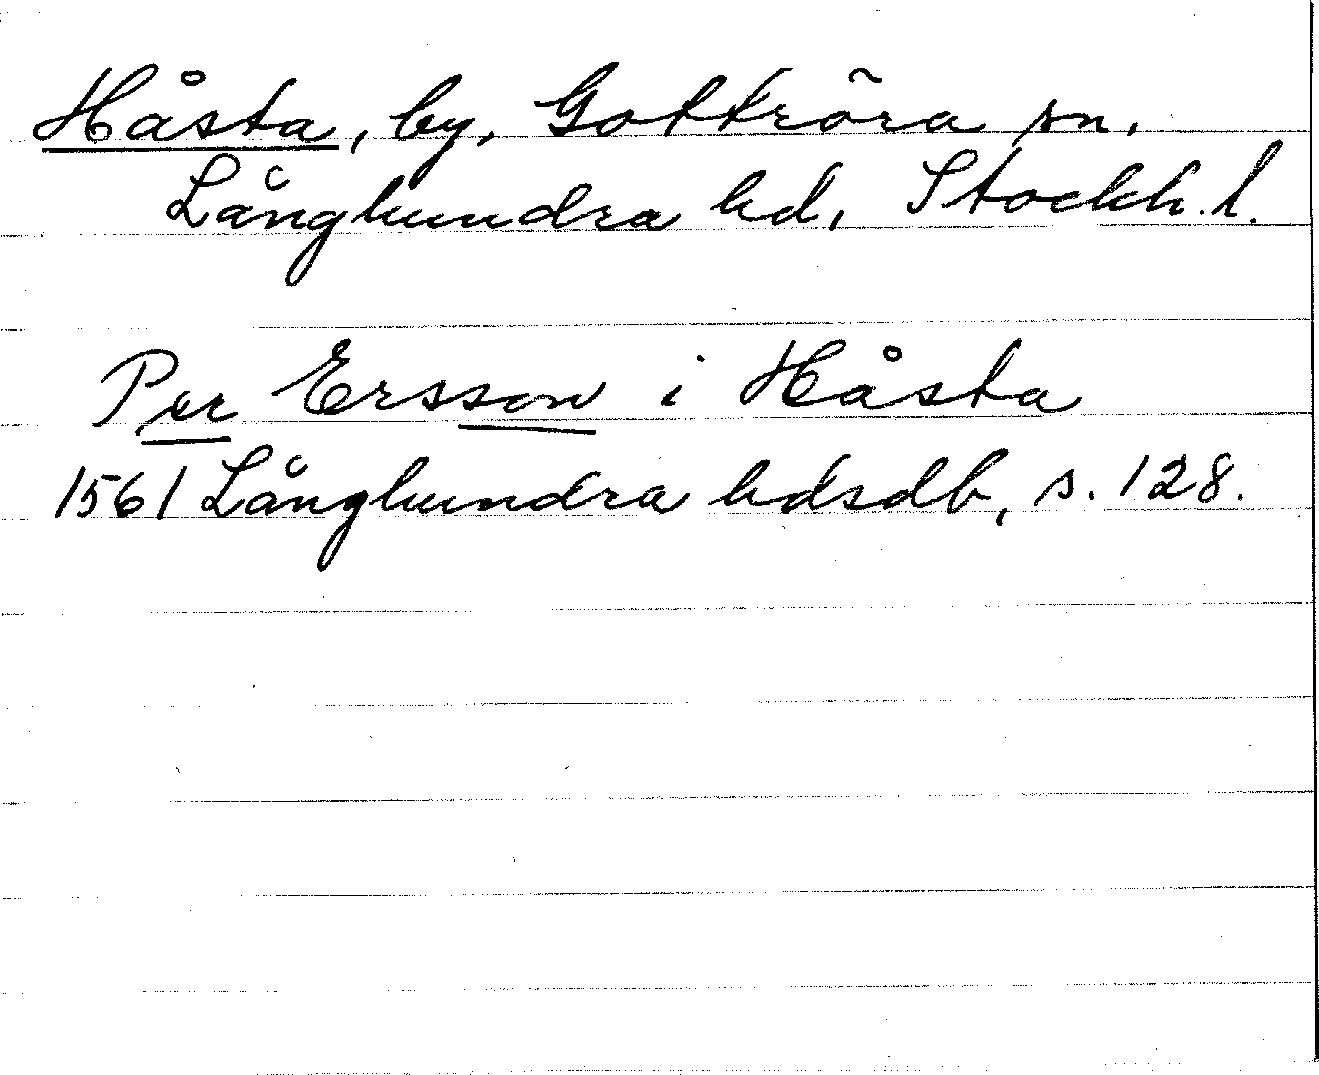 Håsta, by, Gottröra sn.
Långhundra hd, Stockh. l.
Per Ersson i Håsta
1561 Långhundra hdsdb, s. 128.